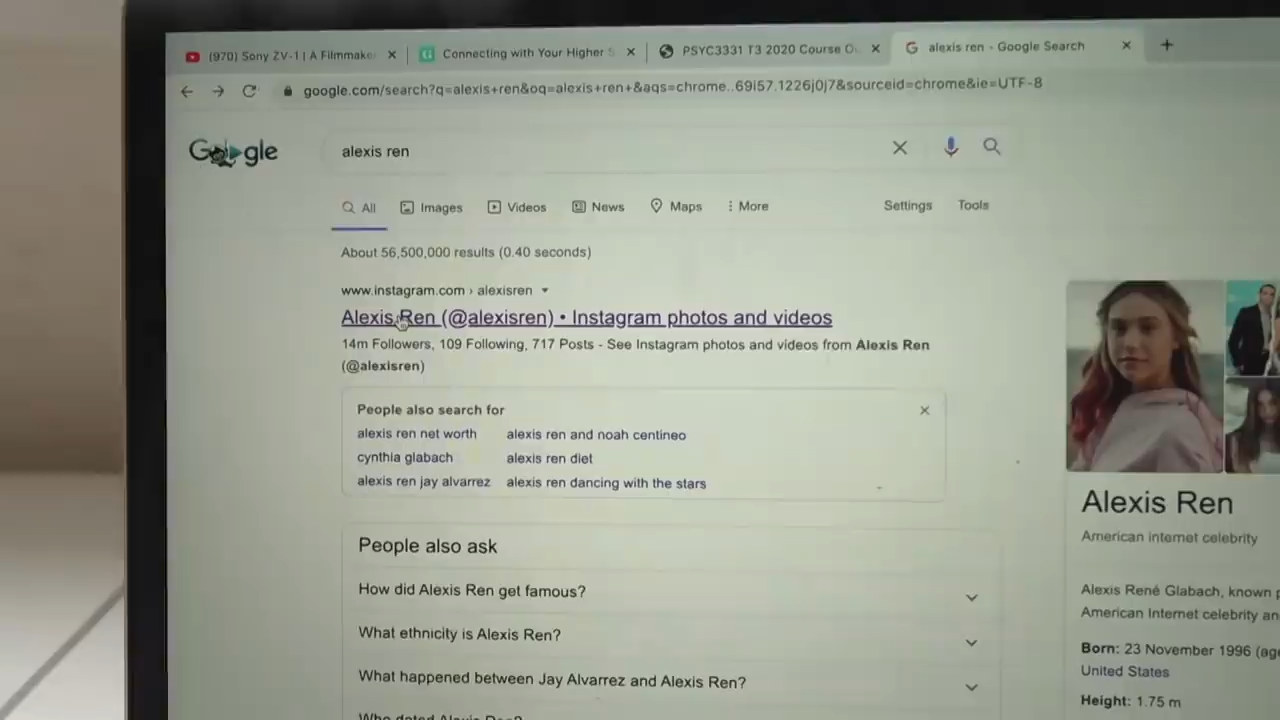 (970) Sony ZV-1 | A Filmmaker
Connecting with Your Higher S
PSYC3331 T3 2020 Course O
alexis ren - Google Search
google.com/search?q=alexis+ren&oq=alexis+ren+&aqs=chrome..69i57.1226j0j7&sourceid=chrome&ie=UTF-8
Google
alexis ren
All
Images
Videos
News
Maps
More
Settings
Tools
About 56,500,000 results (0.40 seconds)
www.instagram.com › alexisren
Alexis Ren (@alexisren) • Instagram photos and videos
14m Followers, 109 Following, 717 Posts - See Instagram photos and videos from Alexis Ren
(@alexisren)
People also search for
alexis ren net worth
alexis ren and noah centineo
cynthia glabach
alexis ren diet
alexis ren jay alvarrez
alexis ren dancing with the stars
People also ask
How did Alexis Ren get famous?
What ethnicity is Alexis Ren?
What happened between Jay Alvarrez and Alexis Ren?
Who dated Alexis Ren?
Alexis Ren
American internet celebrity
Alexis René Glabach, known
American Internet celebrity
Born: 23 November 1996
United States
Height: 1.75 m